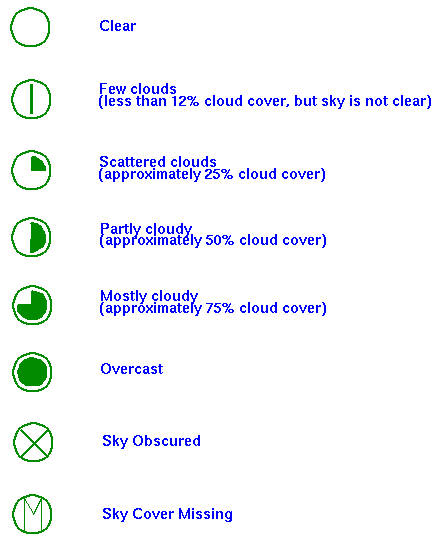 Clear
Few clouds
(less than 12% cloud cover, but sky is not clear)
Scattered clouds
(approximately 25% cloud cover)
Partly cloudy
(approximately 50% cloud cover)
Mostly cloudy
(approximately 75% cloud cover)
Overcast
Sky Obscured
M Sky Cover Missing